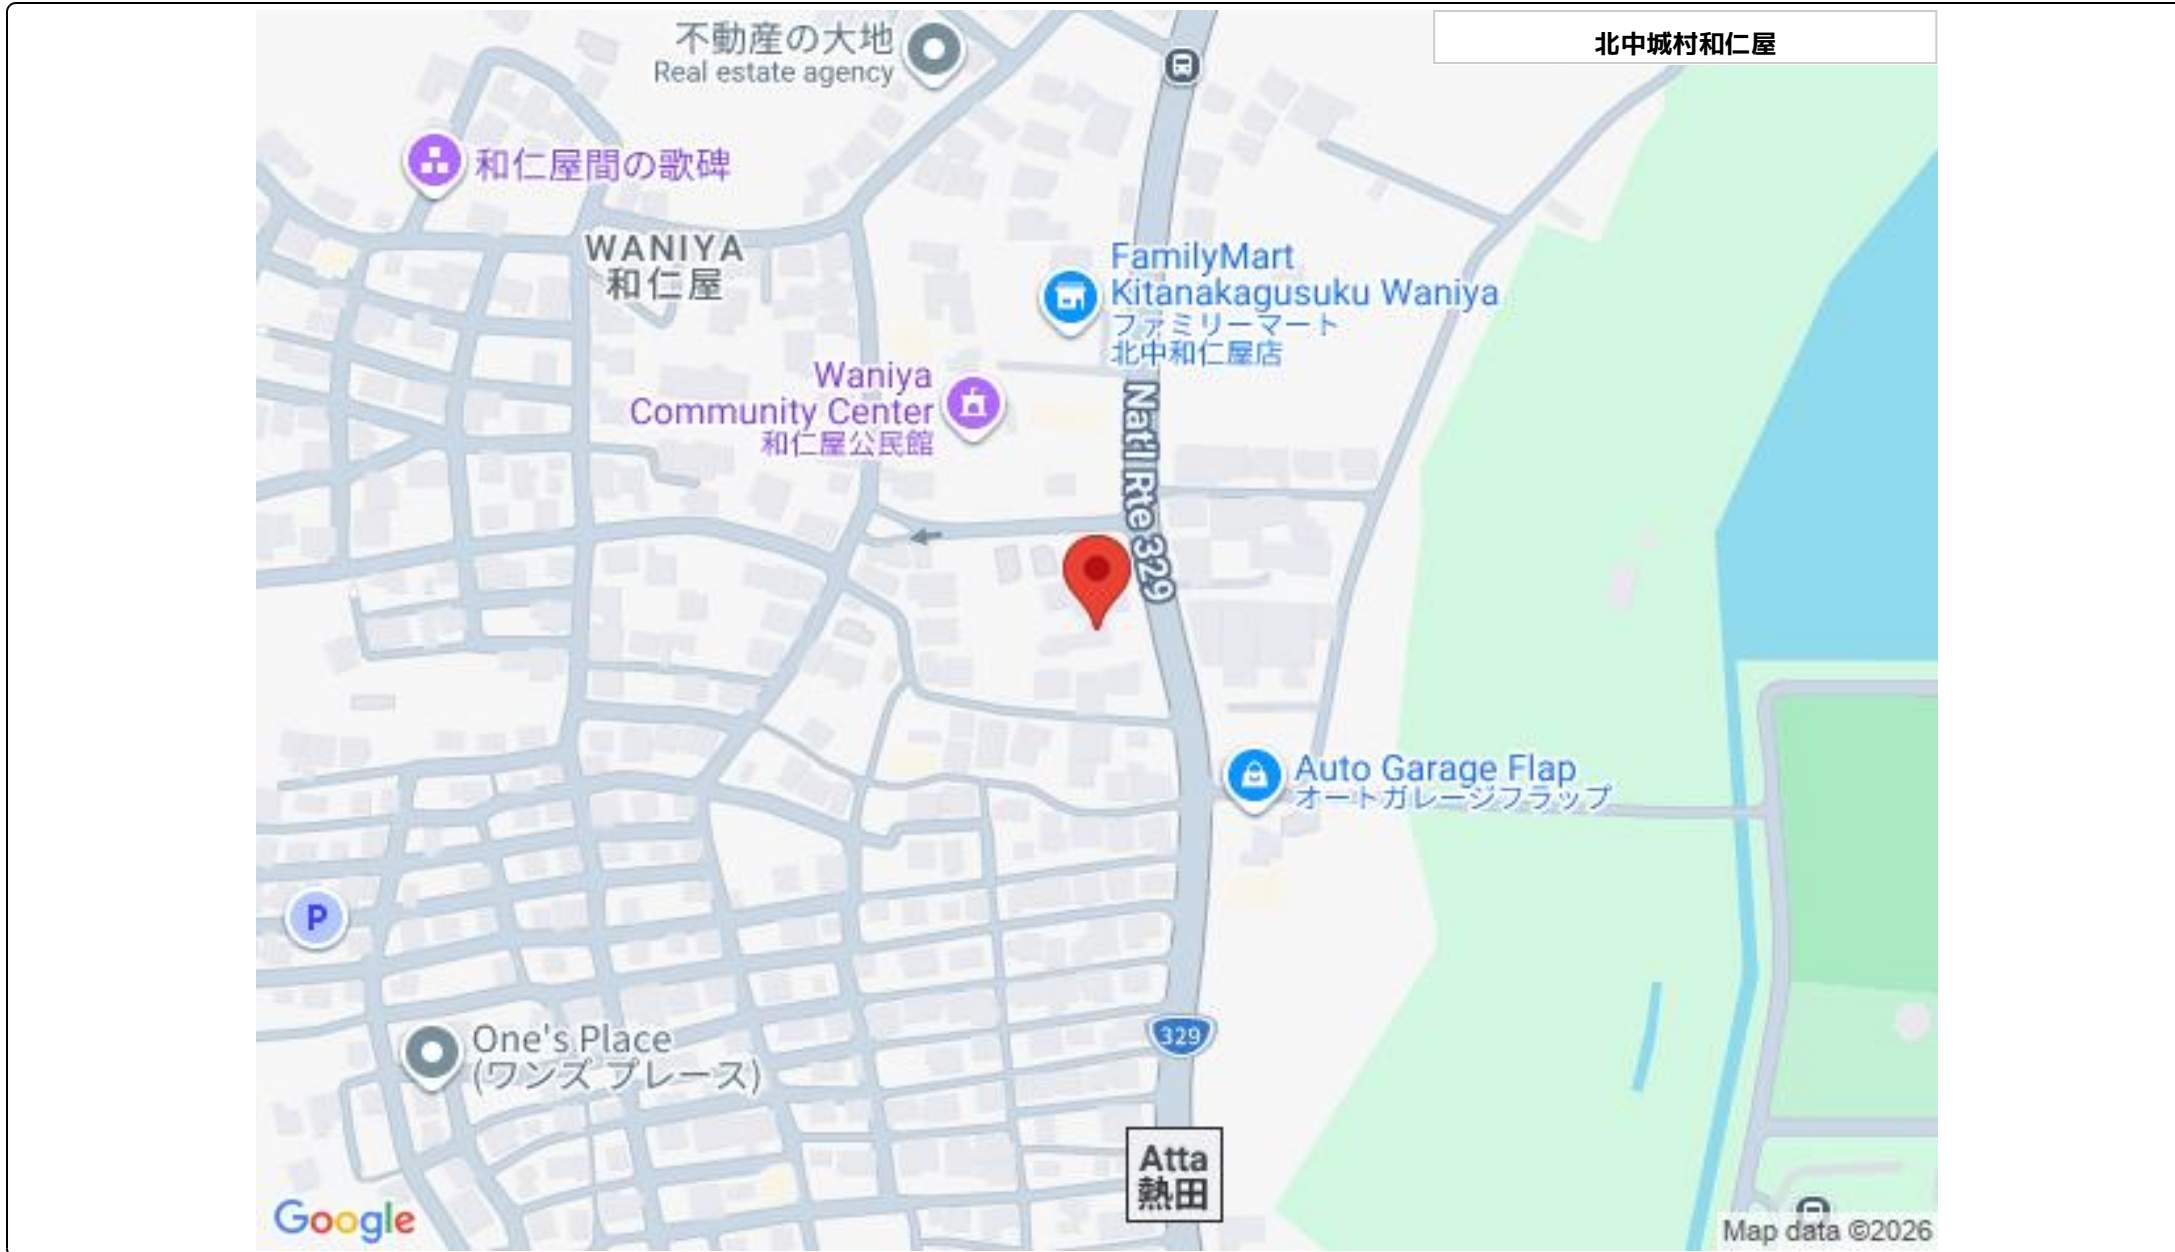 不動産の大地
Real estate agency
北中城村和仁屋
和仁屋間の歌碑
WANIYA
和仁屋
FamilyMart
Kitanakagusuku Waniya
ファミリーマート
北中和仁屋店
Waniya
Community Center
和仁屋公民館
Nat'l Rte 329
Auto Garage Flap
オートガレージフラップ
P
One's Place
(ワンズ プレース)
329
Atta
熱田
Google
Map data ©2026